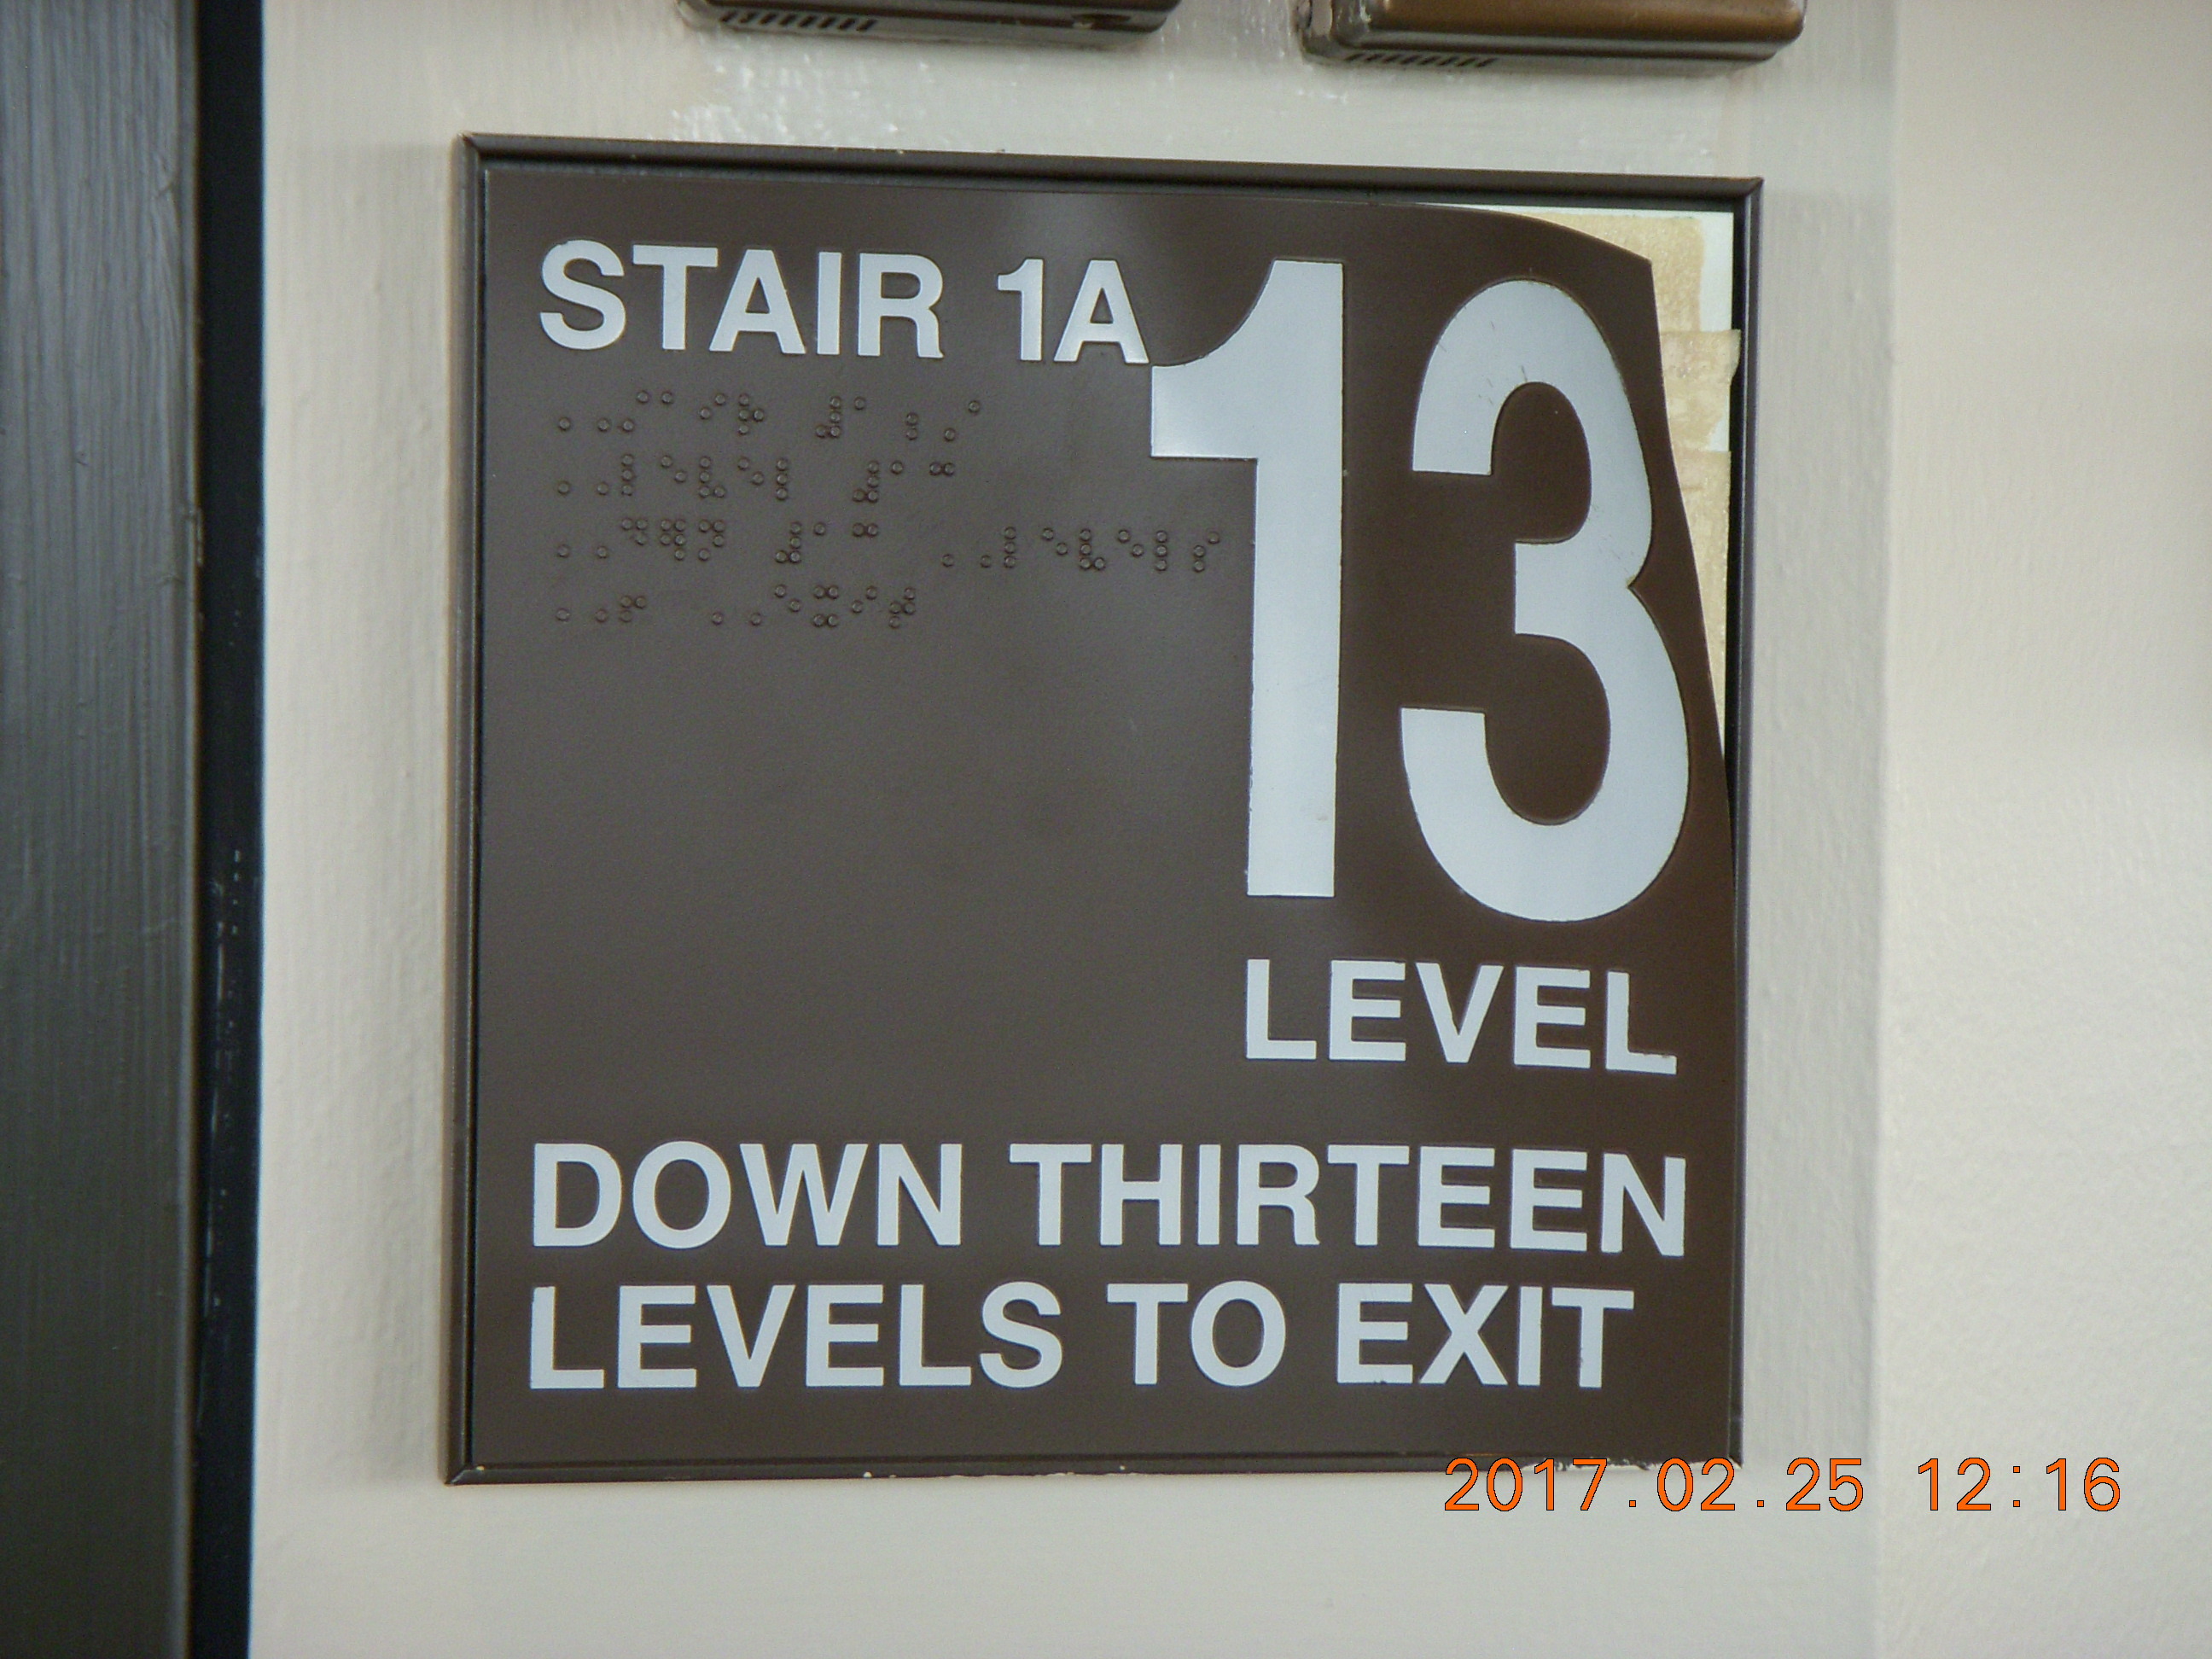 STAIR 1A
13
LEVEL
DOWN THIRTEEN
LEVELS TO EXIT
2017.02.25 12:16